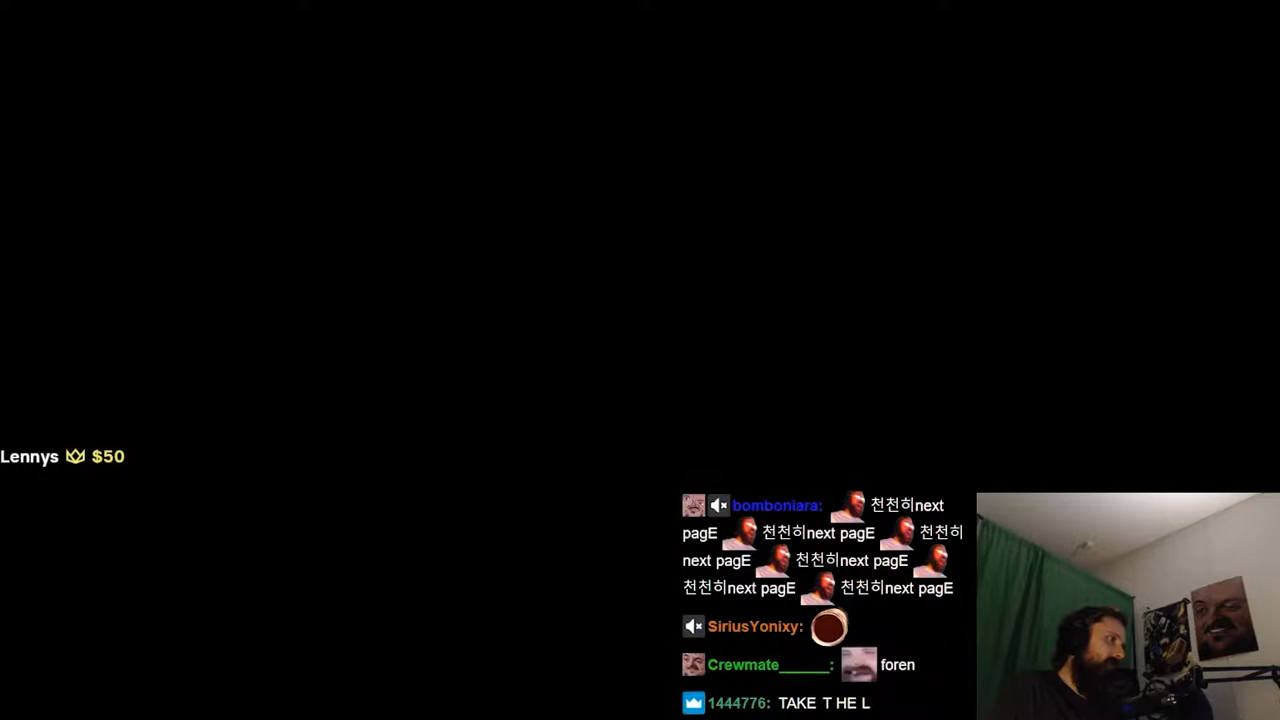 Lennys $50
bomboniara: 천천히next
pagE 천천히next pagE 천천히
next pagE 천천히next pagE
천천히next pagE 천천히next pagE
SiriusYonixy:
Crewmate______: foren
1444776: TAKE T HE L